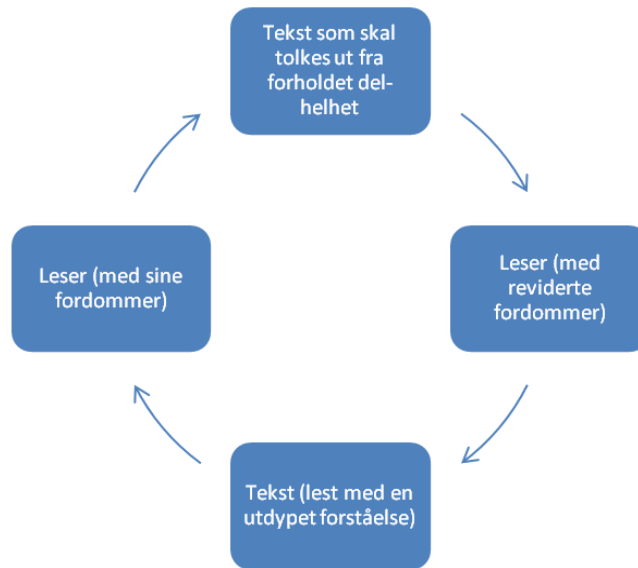 Tekst som skal
tolkes ut fra
forholdet del-
helhet
Leser (med
reviderte
fordommer)
Tekst (lest med en
utdypet forståelse)
Leser (med sine
fordommer)